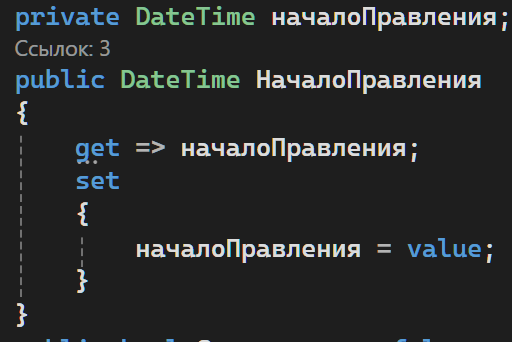 private DateTime началоПравления;
Ссылок: 3
public DateTime НачалоПравления
{
get => началоПравления;
set
{
началоПравления = value;
}
}